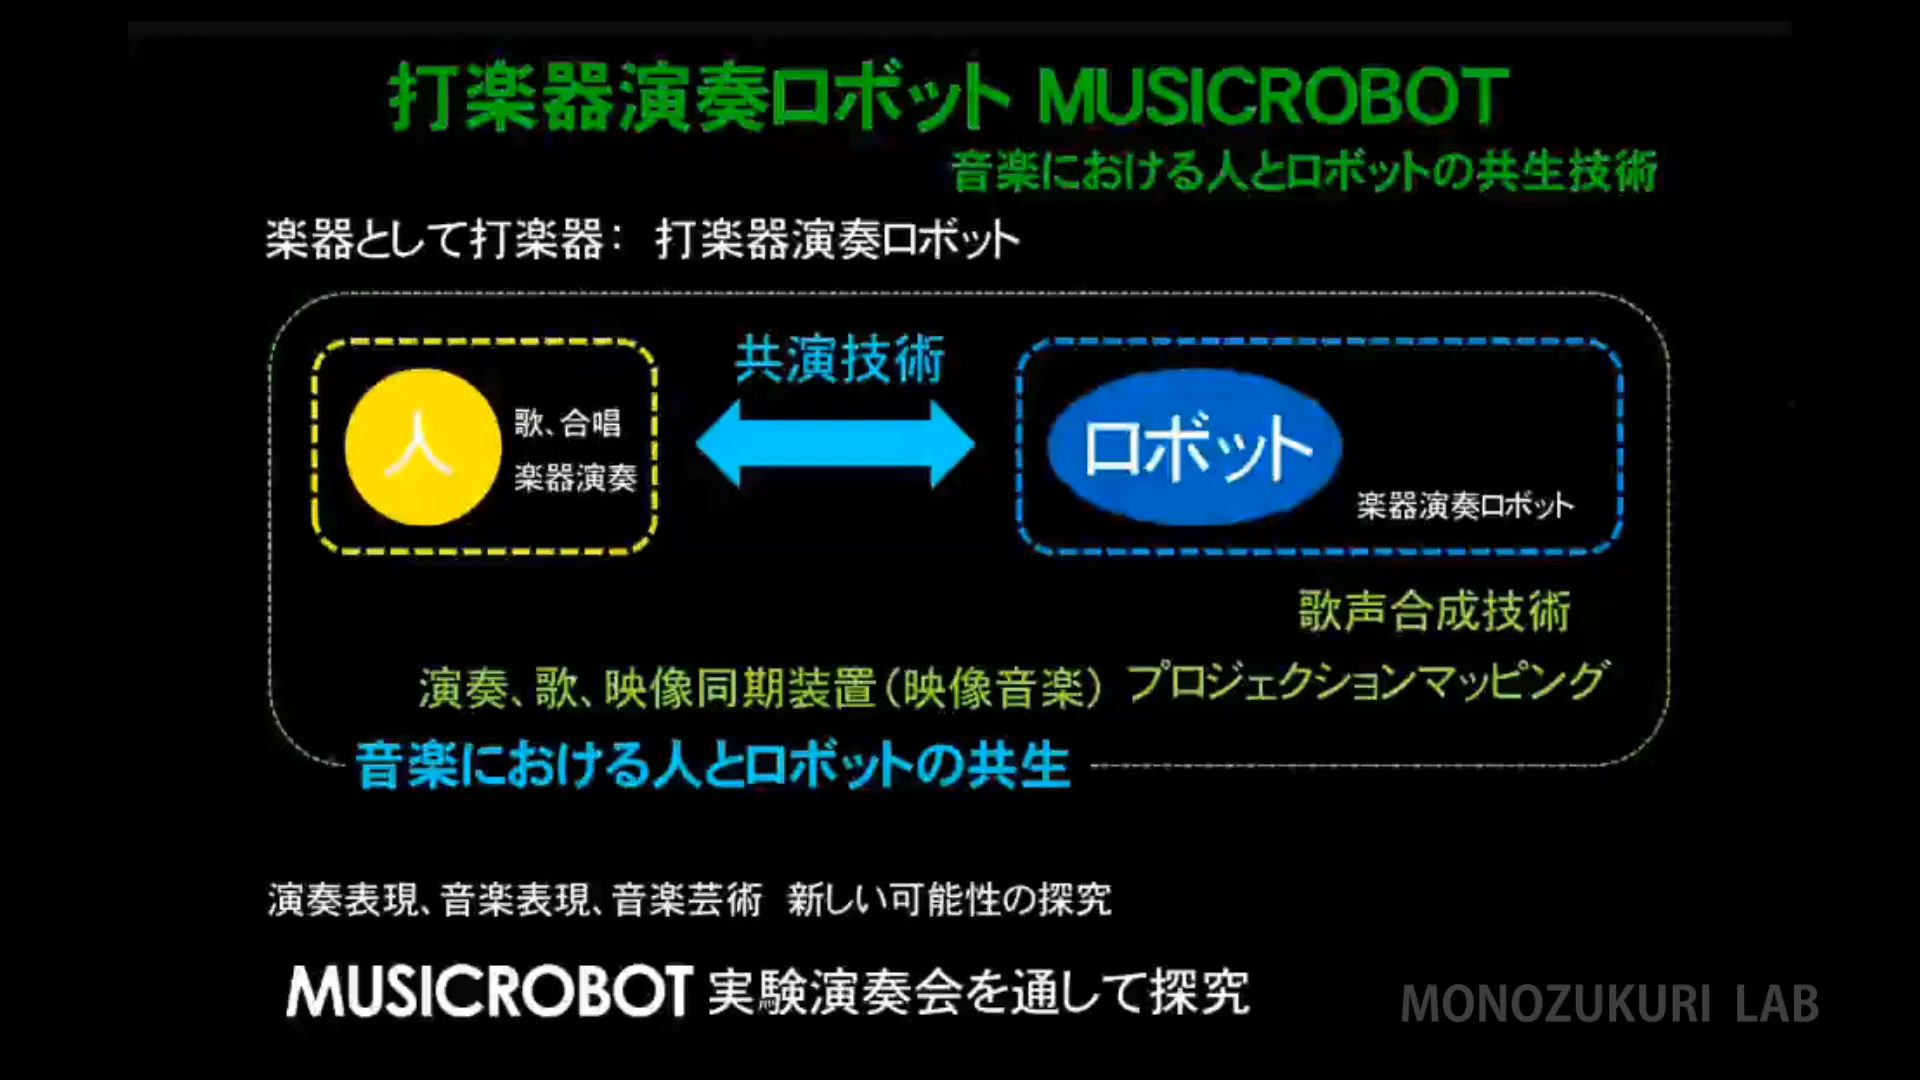 打楽器演奏ロボット MUSICROBOT
音楽における人とロボットの共生技術
楽器として打楽器： 打楽器演奏ロボット
共演技術
人
歌、合唱
楽器演奏
ロボット
楽器演奏ロボット
歌声合成技術
演奏、歌、映像同期装置（映像音楽） プロジェクションマッピング
音楽における人とロボットの共生
演奏表現、音楽表現、音楽芸術 新しい可能性の探究
MUSICROBOT 実験演奏会を通して探究
MONOZUKURI LAB